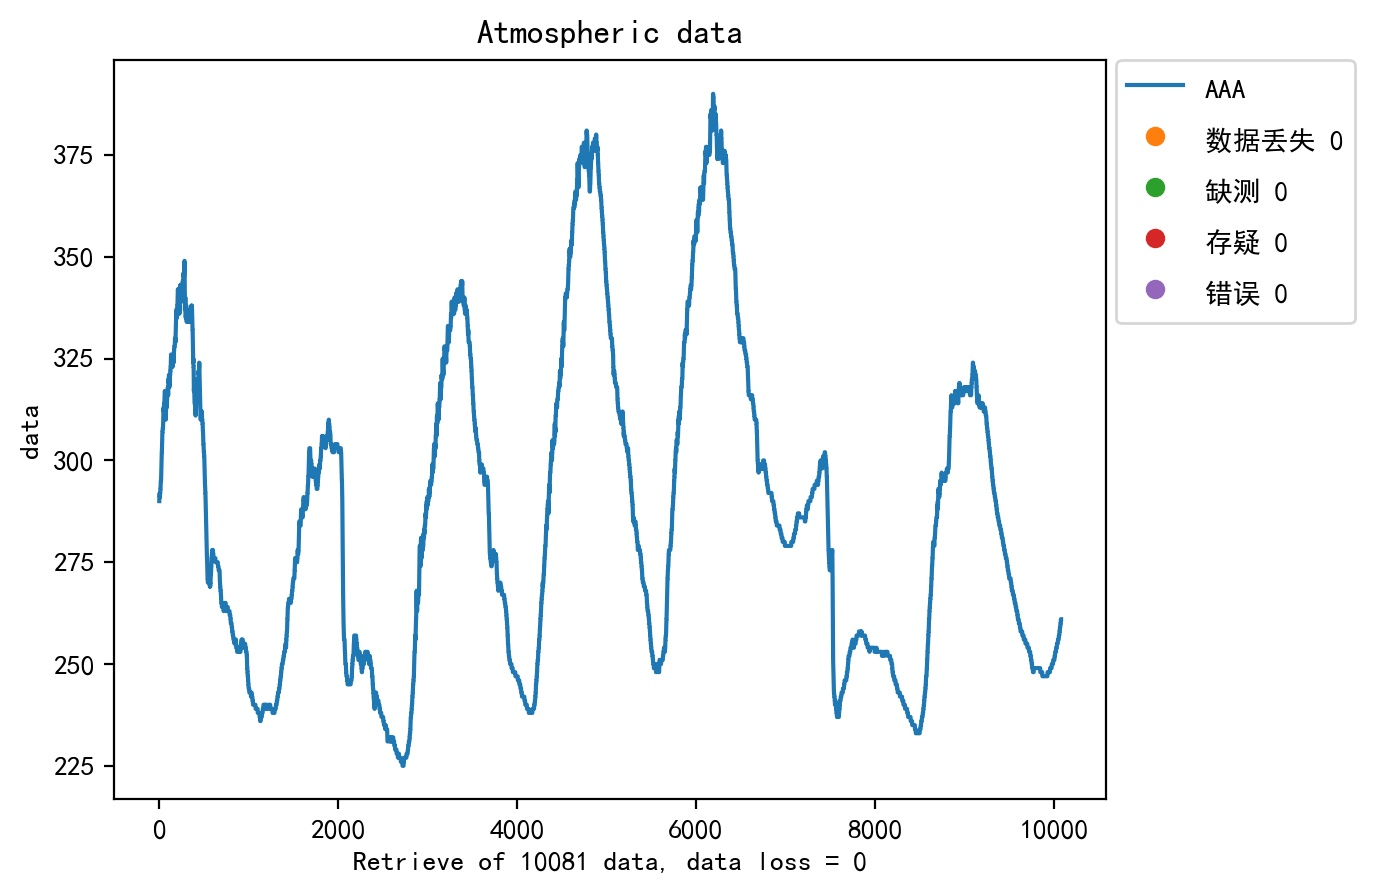 Atmospheric data
AAA
数据丢失 0
缺测 0
存疑 0
错误 0
375
350
325
300
275
250
225
data
0 2000 4000 6000 8000 10000
Retrieve of 10081 data, data loss = 0